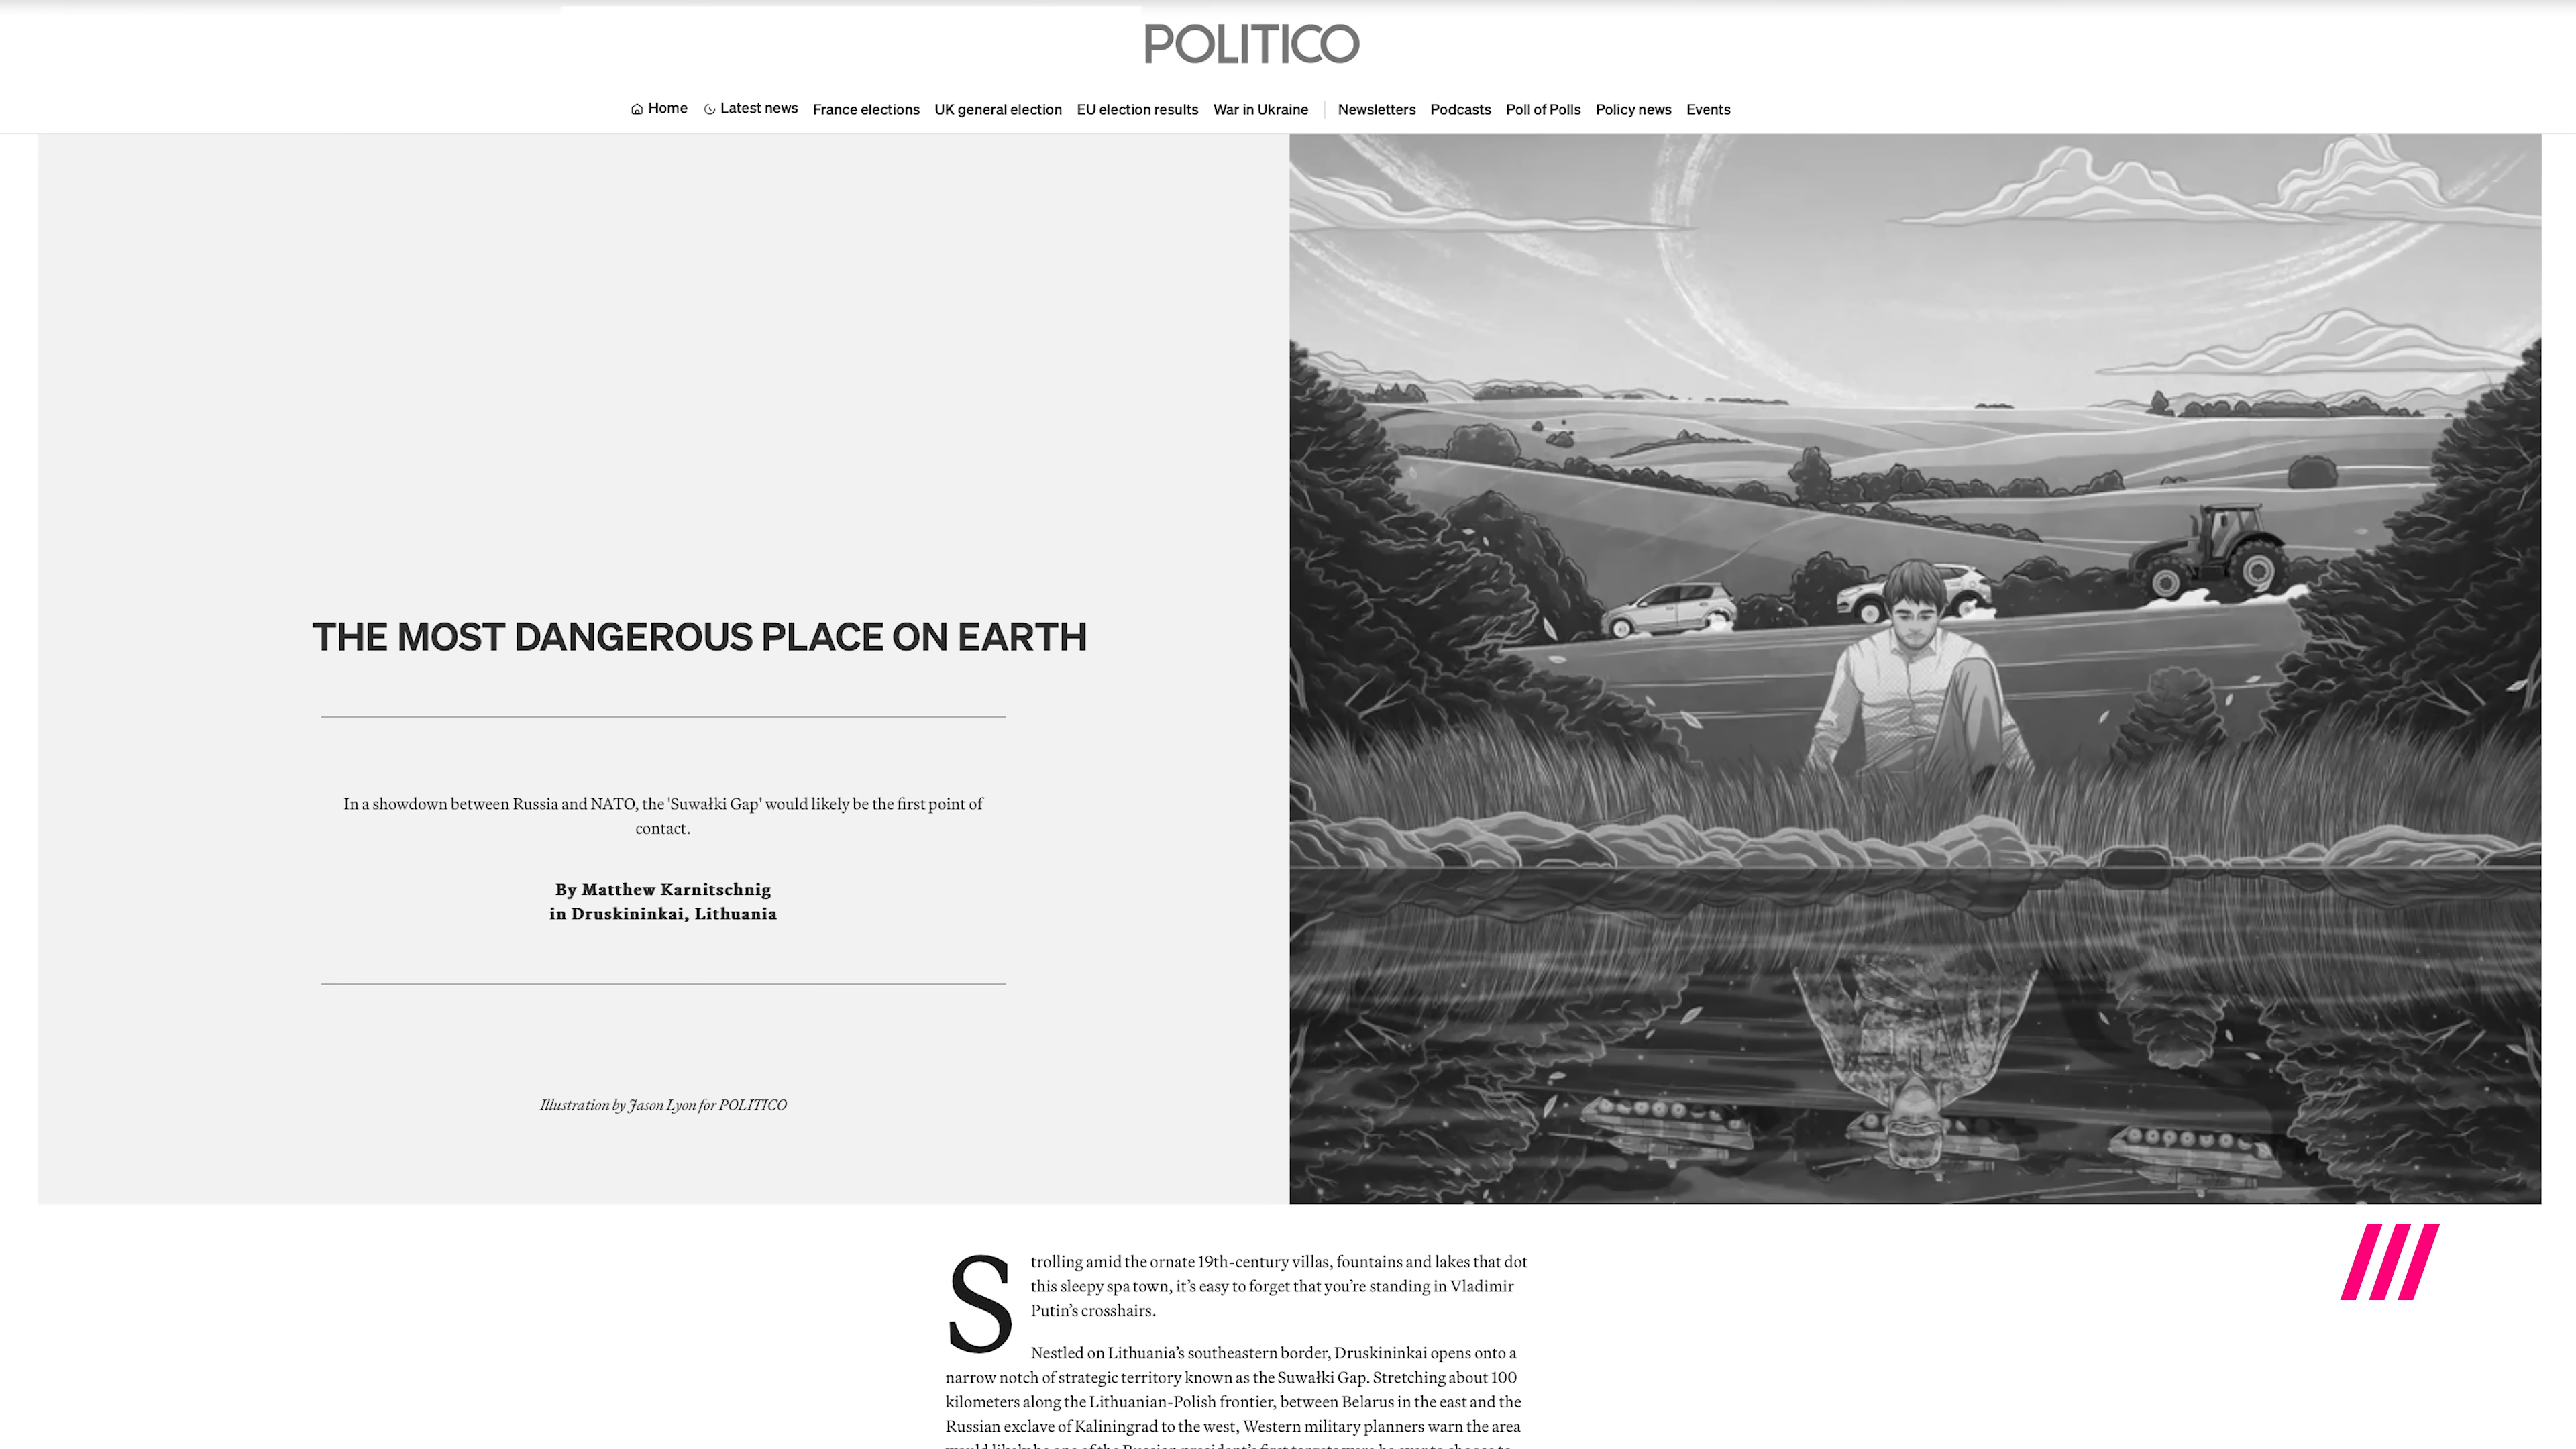 POLITICO
Home Latest news France elections UK general election EU election results War in Ukraine Newsletters Podcasts Poll of Polls Policy news Events
THE MOST DANGEROUS PLACE ON EARTH
In a showdown between Russia and NATO, the 'Suwałki Gap' would likely be the first point of
contact.
By Matthew Karnitschnig
in Druskininkai, Lithuania
Illustration by Jason Lyon for POLITICO
Strolling amid the ornate 19th-century villas, fountains and lakes that dot
this sleepy spa town, it’s easy to forget that you’re standing in Vladimir
Putin’s crosshairs.
Nestled on Lithuania’s southeastern border, Druskininkai opens onto a
narrow notch of strategic territory known as the Suwałki Gap. Stretching about 100
kilometers along the Lithuanian-Polish frontier, between Belarus in the east and the
Russian exclave of Kaliningrad to the west, Western military planners warn the area